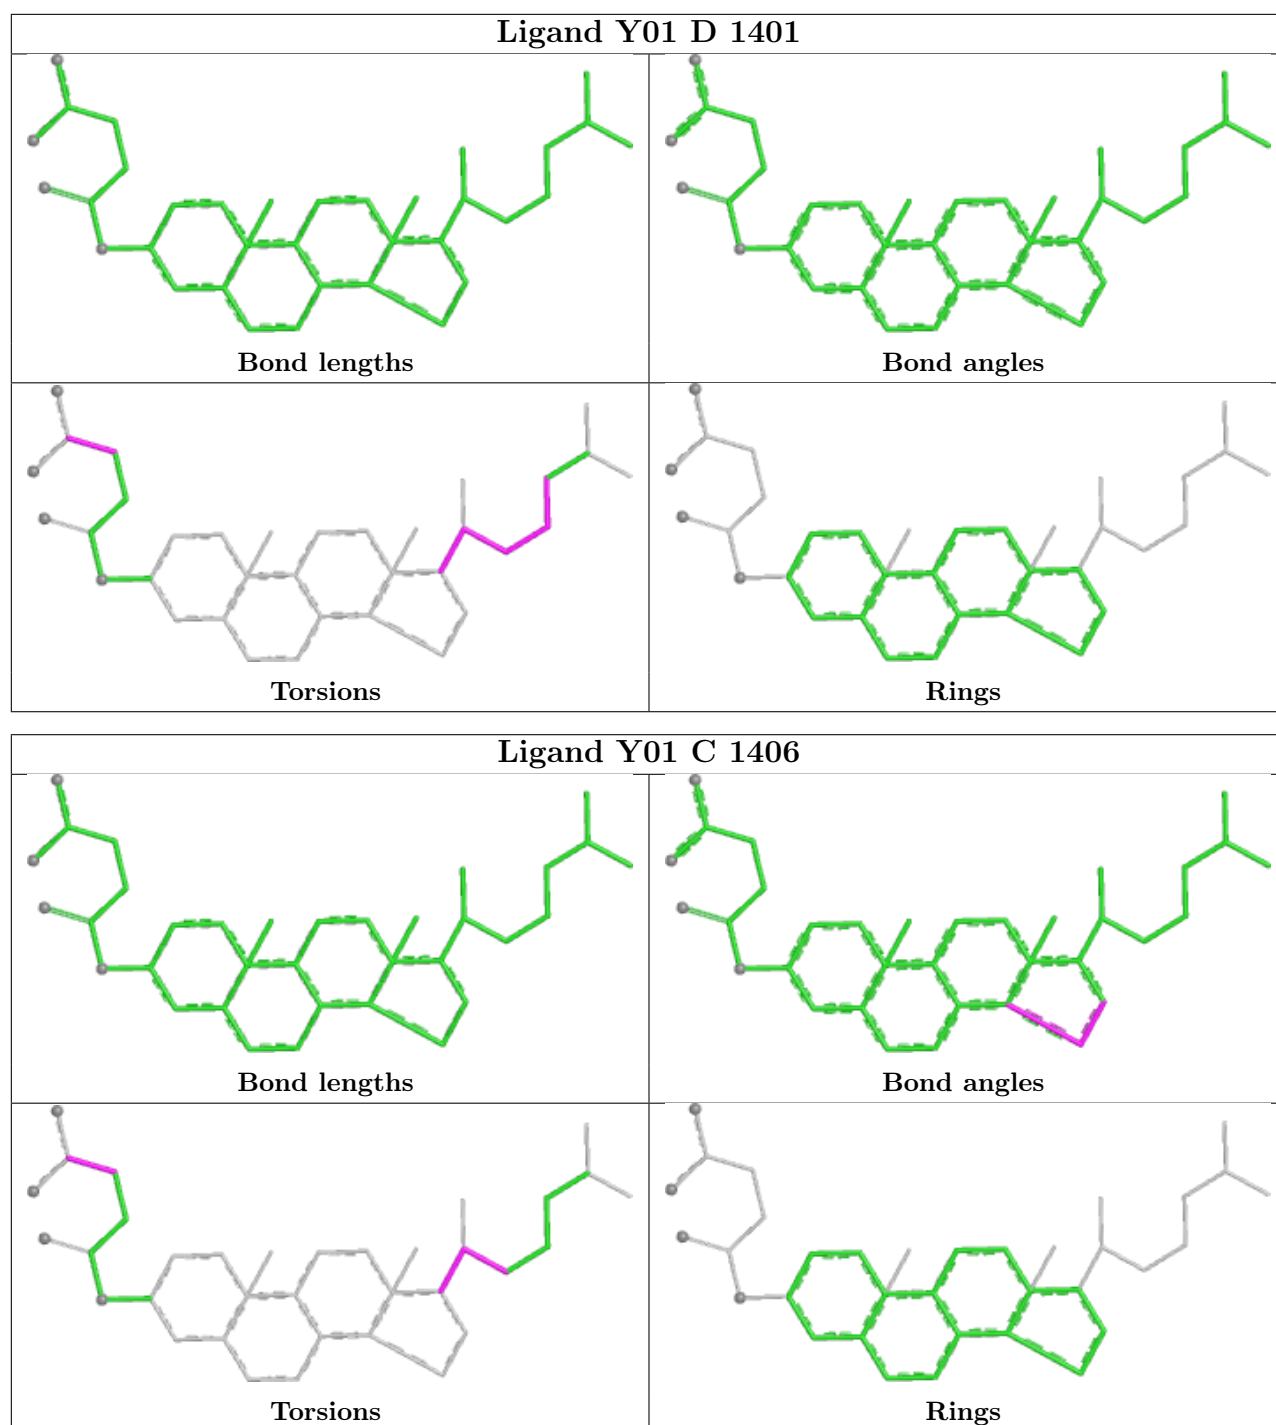 Ligand Y01 D 1401
Bond lengths
Bond angles
Torsions
Rings
Ligand Y01 C 1406
Bond lengths
Bond angles
Torsions
Rings